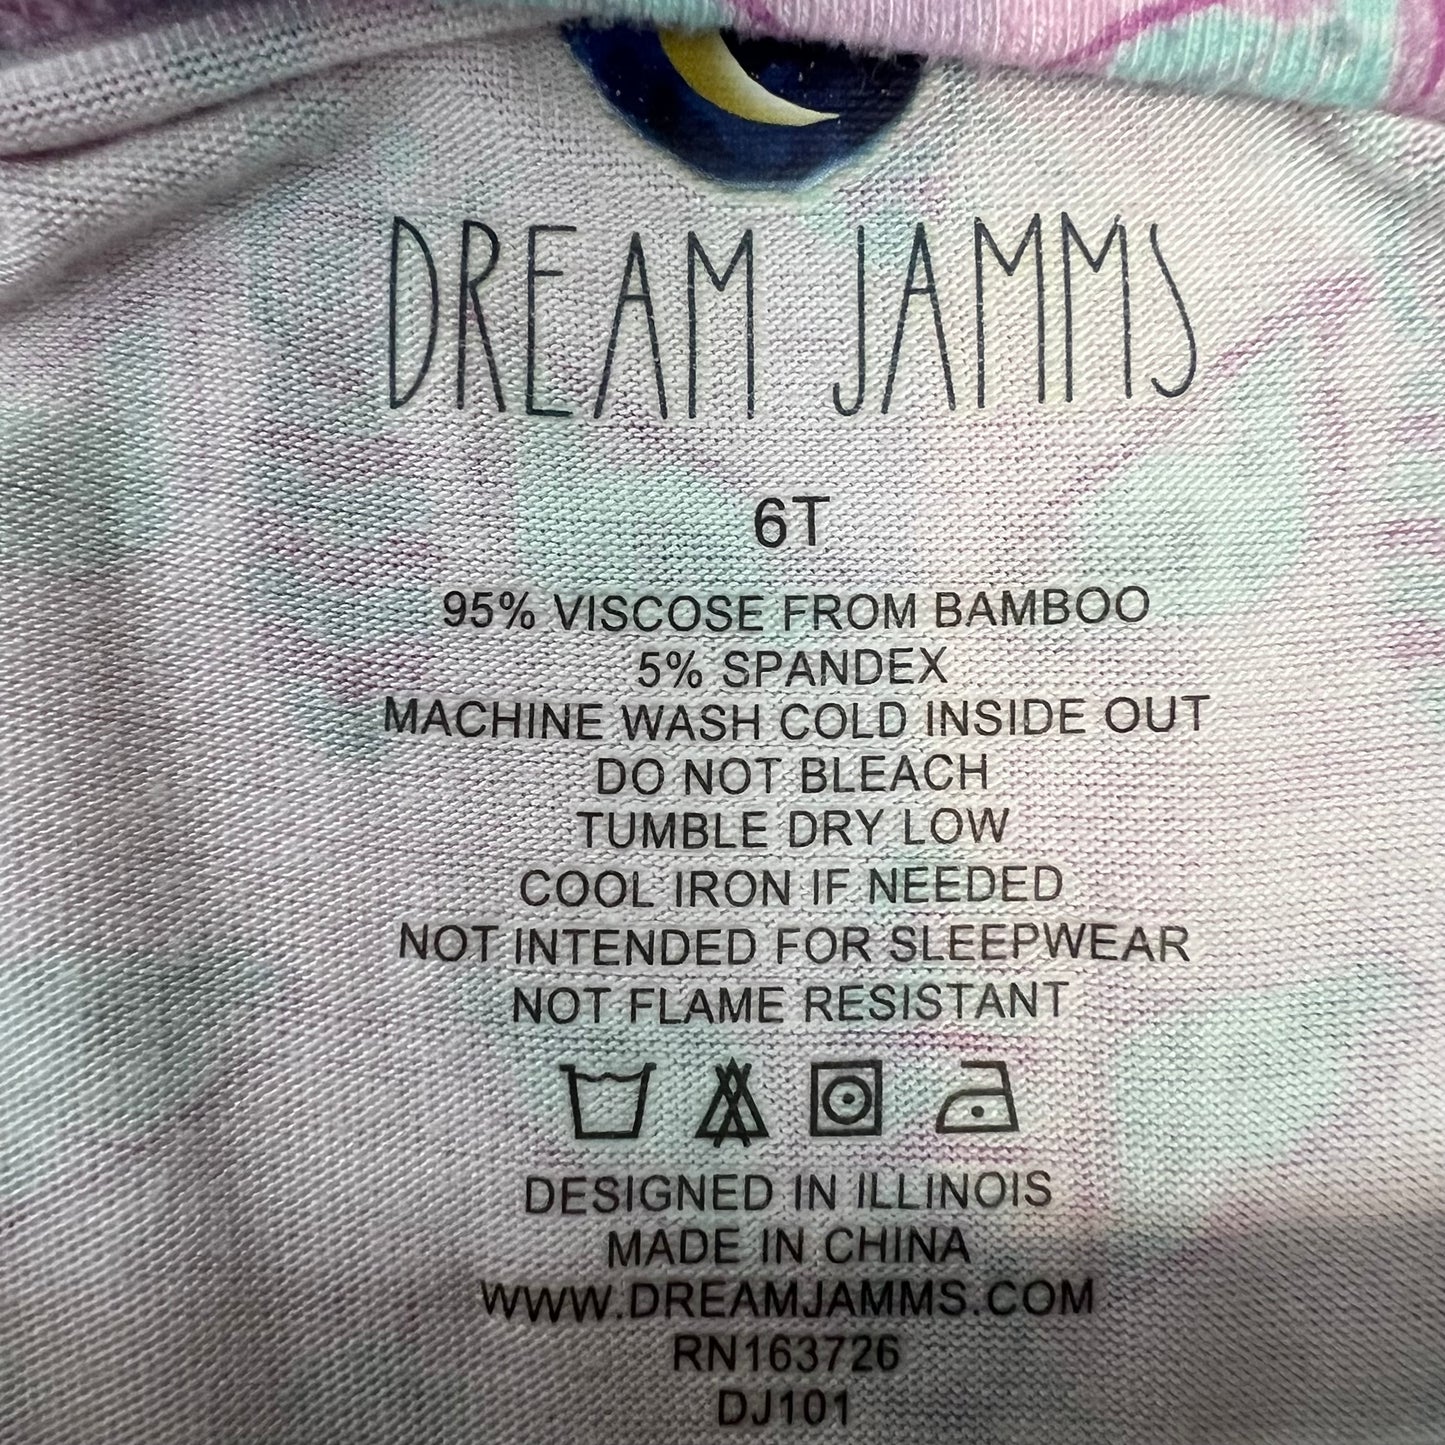 DREAM JAMMS
6T
95% VISCOSE FROM BAMBOO
5% SPANDEX
MACHINE WASH COLD INSIDE OUT
DO NOT BLEACH
TUMBLE DRY LOW
COOL IRON IF NEEDED
NOT INTENDED FOR SLEEPWEAR
NOT FLAME RESISTANT
DESIGNED IN ILLINOIS
MADE IN CHINA
WWW.DREAMJAMMS.COM
RN163726
DJ101